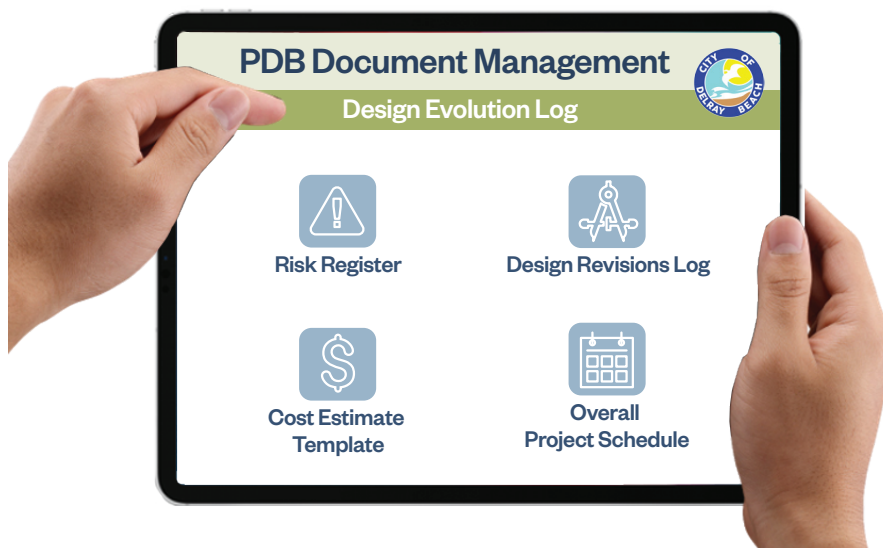 PDB Document Management
CITY OF
DELRAY BEACH
Design Evolution Log
Risk Register
Design Revisions Log
$
Cost Estimate
Template
Overall
Project Schedule